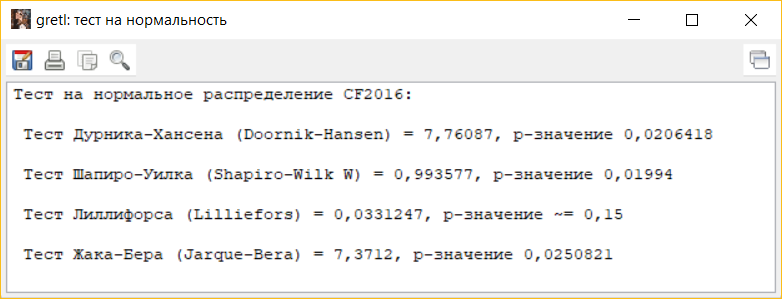 gretl: тест на нормальность
Тест на нормальное распределение CF2016:
Тест Дурника-Хансена (Doornik-Hansen) = 7,76087, p-значение 0,0206418
Тест Шапиро-Уилка (Shapiro-Wilk W) = 0,993577, p-значение 0,01994
Тест Лиллифорса (Lilliefors) = 0,0331247, p-значение ~= 0,15
Тест Жака-Бера (Jarque-Bera) = 7,3712, p-значение 0,0250821